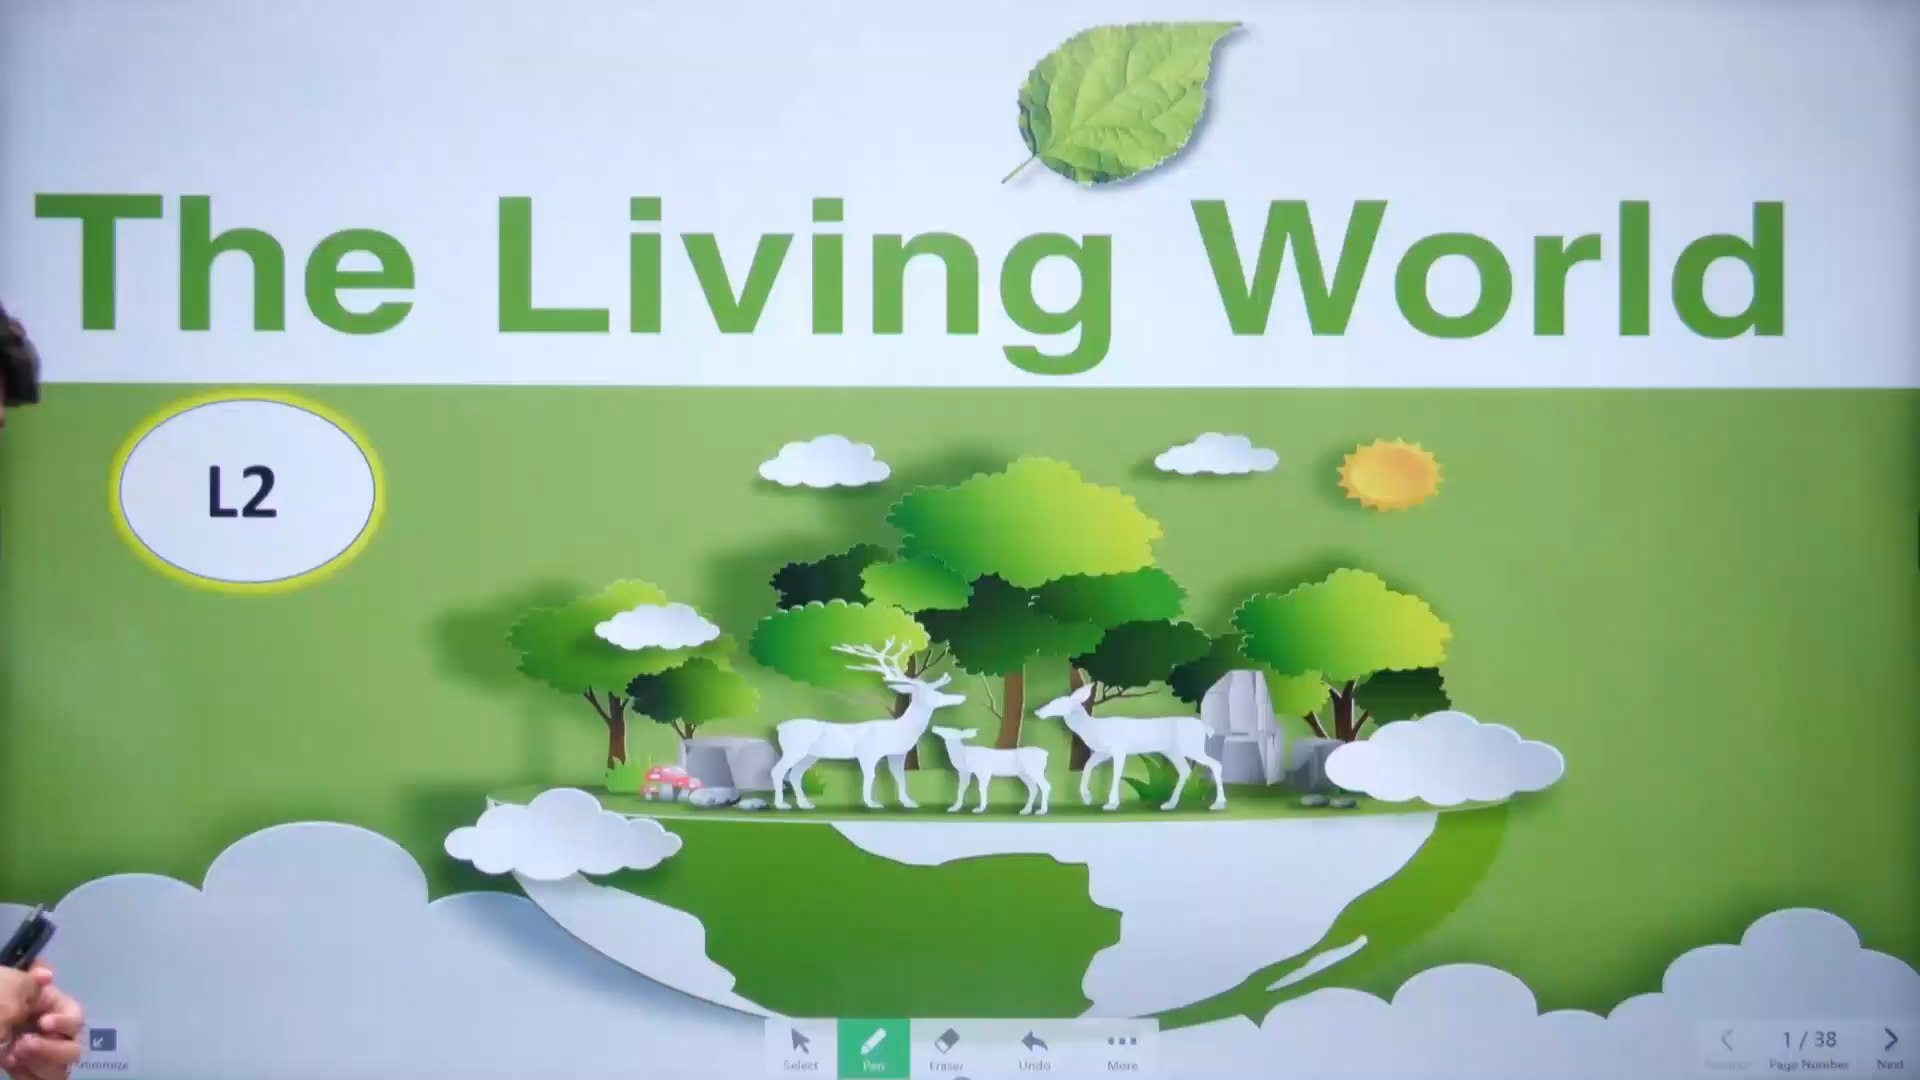 The Living World
L2
Select
Pen
Eraser
Undo
More
1 / 38
Page Number
Next